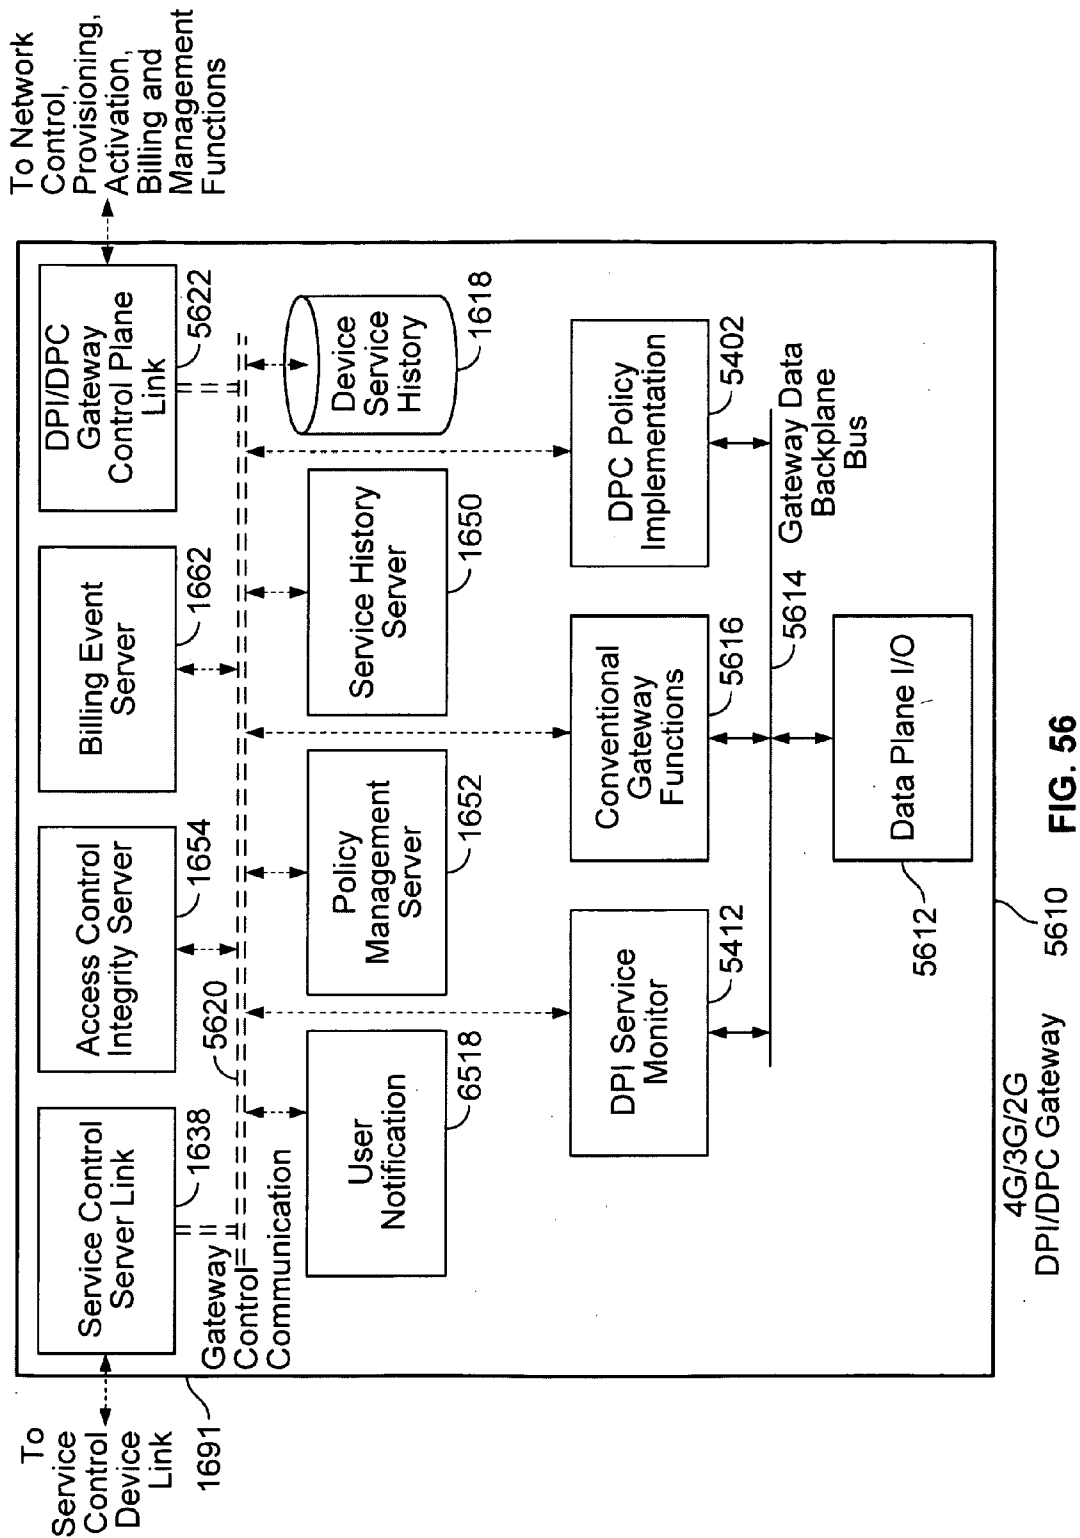 To
Service
Control
Device
Link
1691
Service Control
Server Link
1638
Access Control
Integrity Server
1654
Billing Event
Server
1662
DPI/DPC
Gateway
Control Plane
Link
5622
To Network
Control,
Provisioning,
Activation,
Billing and
Management
Functions
Gateway
Control
Communication
5620
User
Notification
6518
Policy
Management
Server
1652
Service History
Server
1650
Device
Service
History
1618
DPI Service
Monitor
5412
Conventional
Gateway
Functions
5616
DPC Policy
Implementation
5402
5614
Gateway Data
Backplane
Bus
Data Plane I/O
5612
4G/3G/2G
DPI/DPC Gateway
5610
FIG. 56